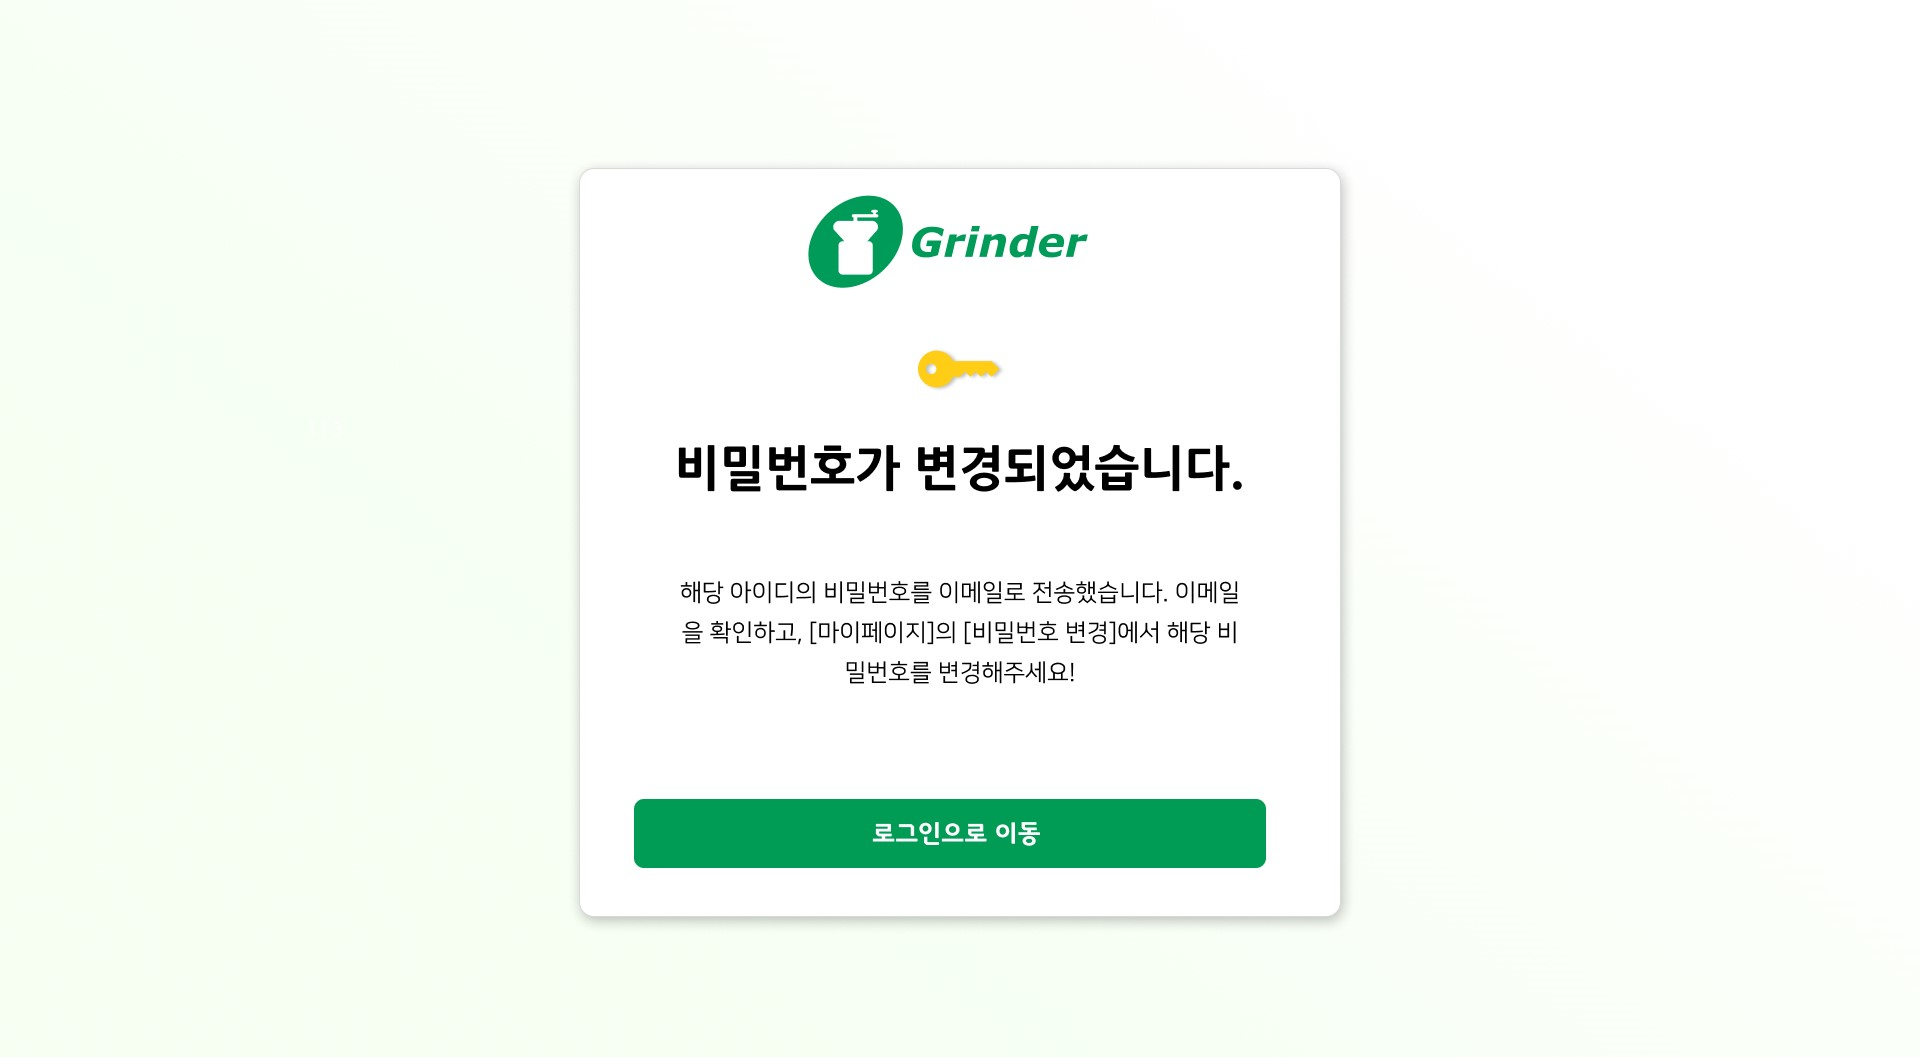 Grinder
비밀번호가 변경되었습니다.
해당 아이디의 비밀번호를 이메일로 전송했습니다. 이메일
을 확인하고, [마이페이지]의 [비밀번호 변경]에서 해당 비
밀번호를 변경해주세요!
로그인으로 이동